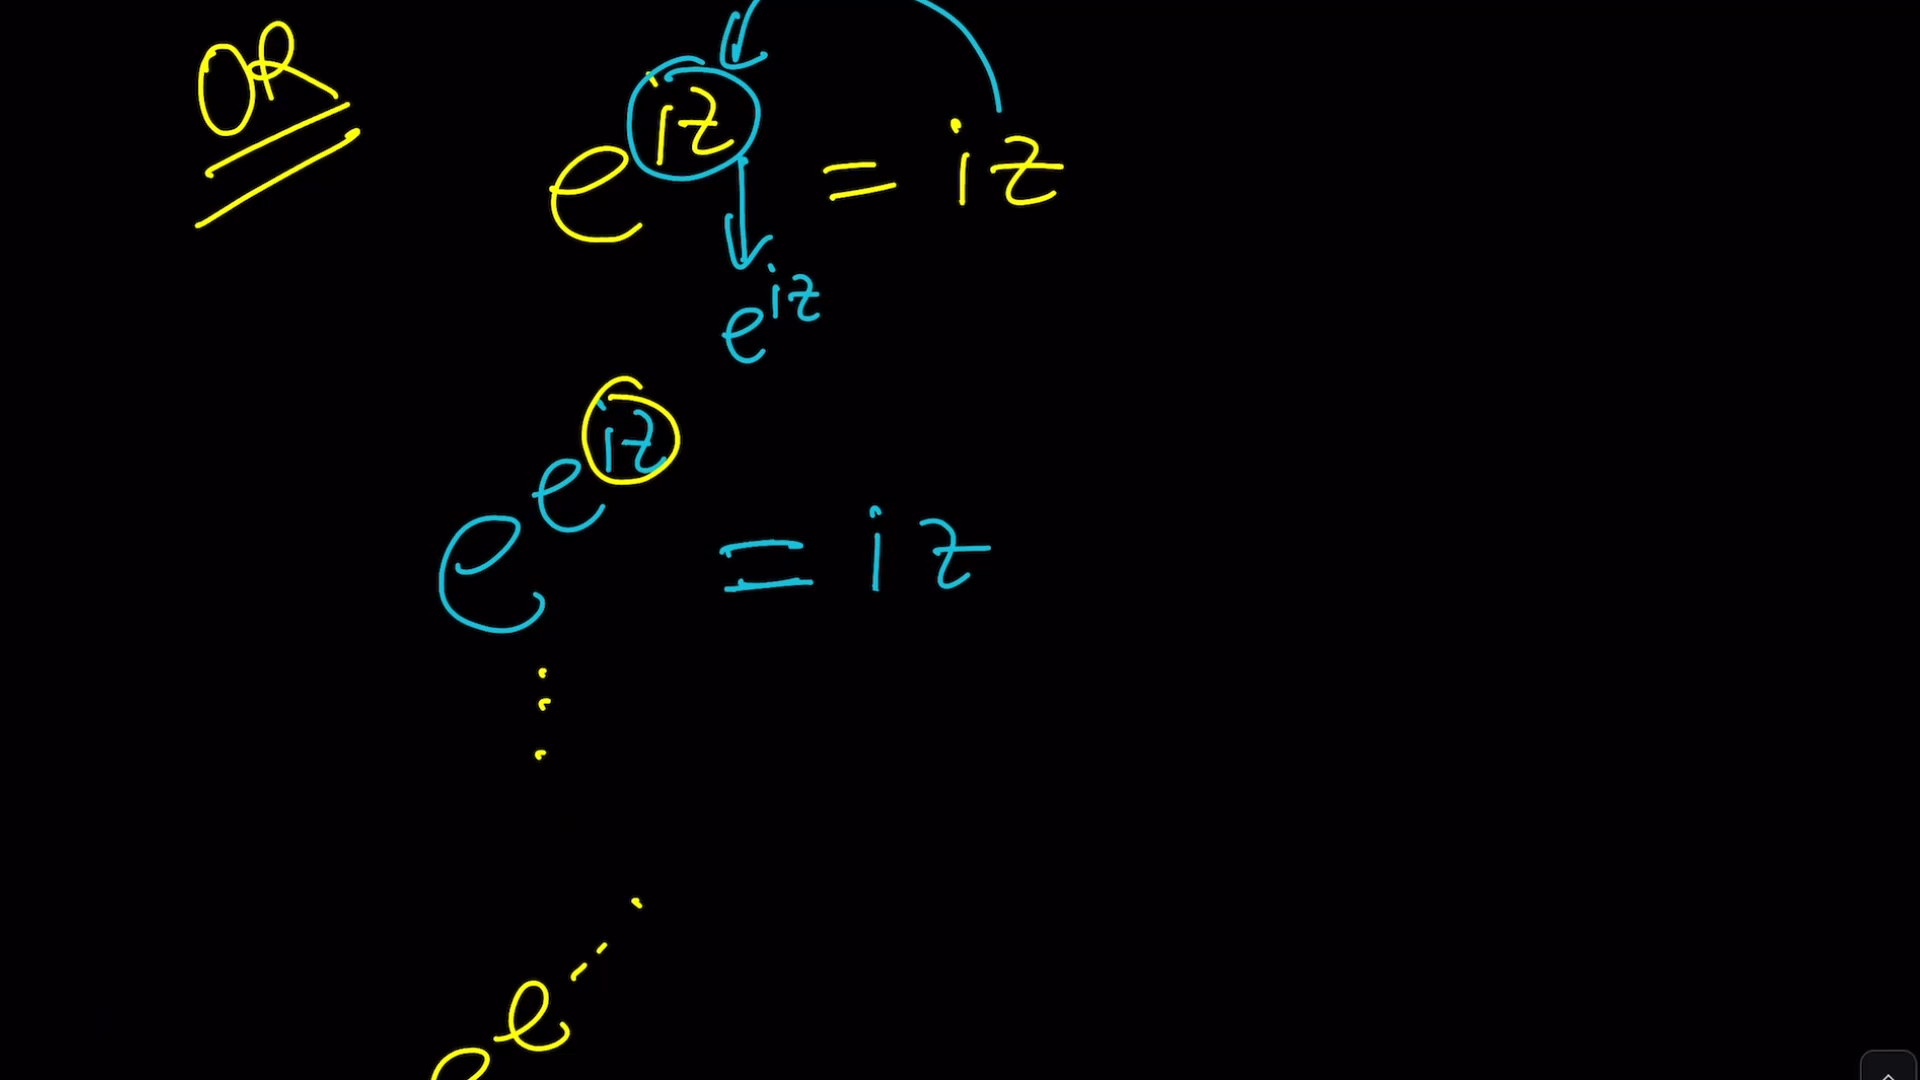 OR
e^{iz} = iz
e^{iz}
e^{e^{iz}} = iz
⋮
e^{e^{⋰}}